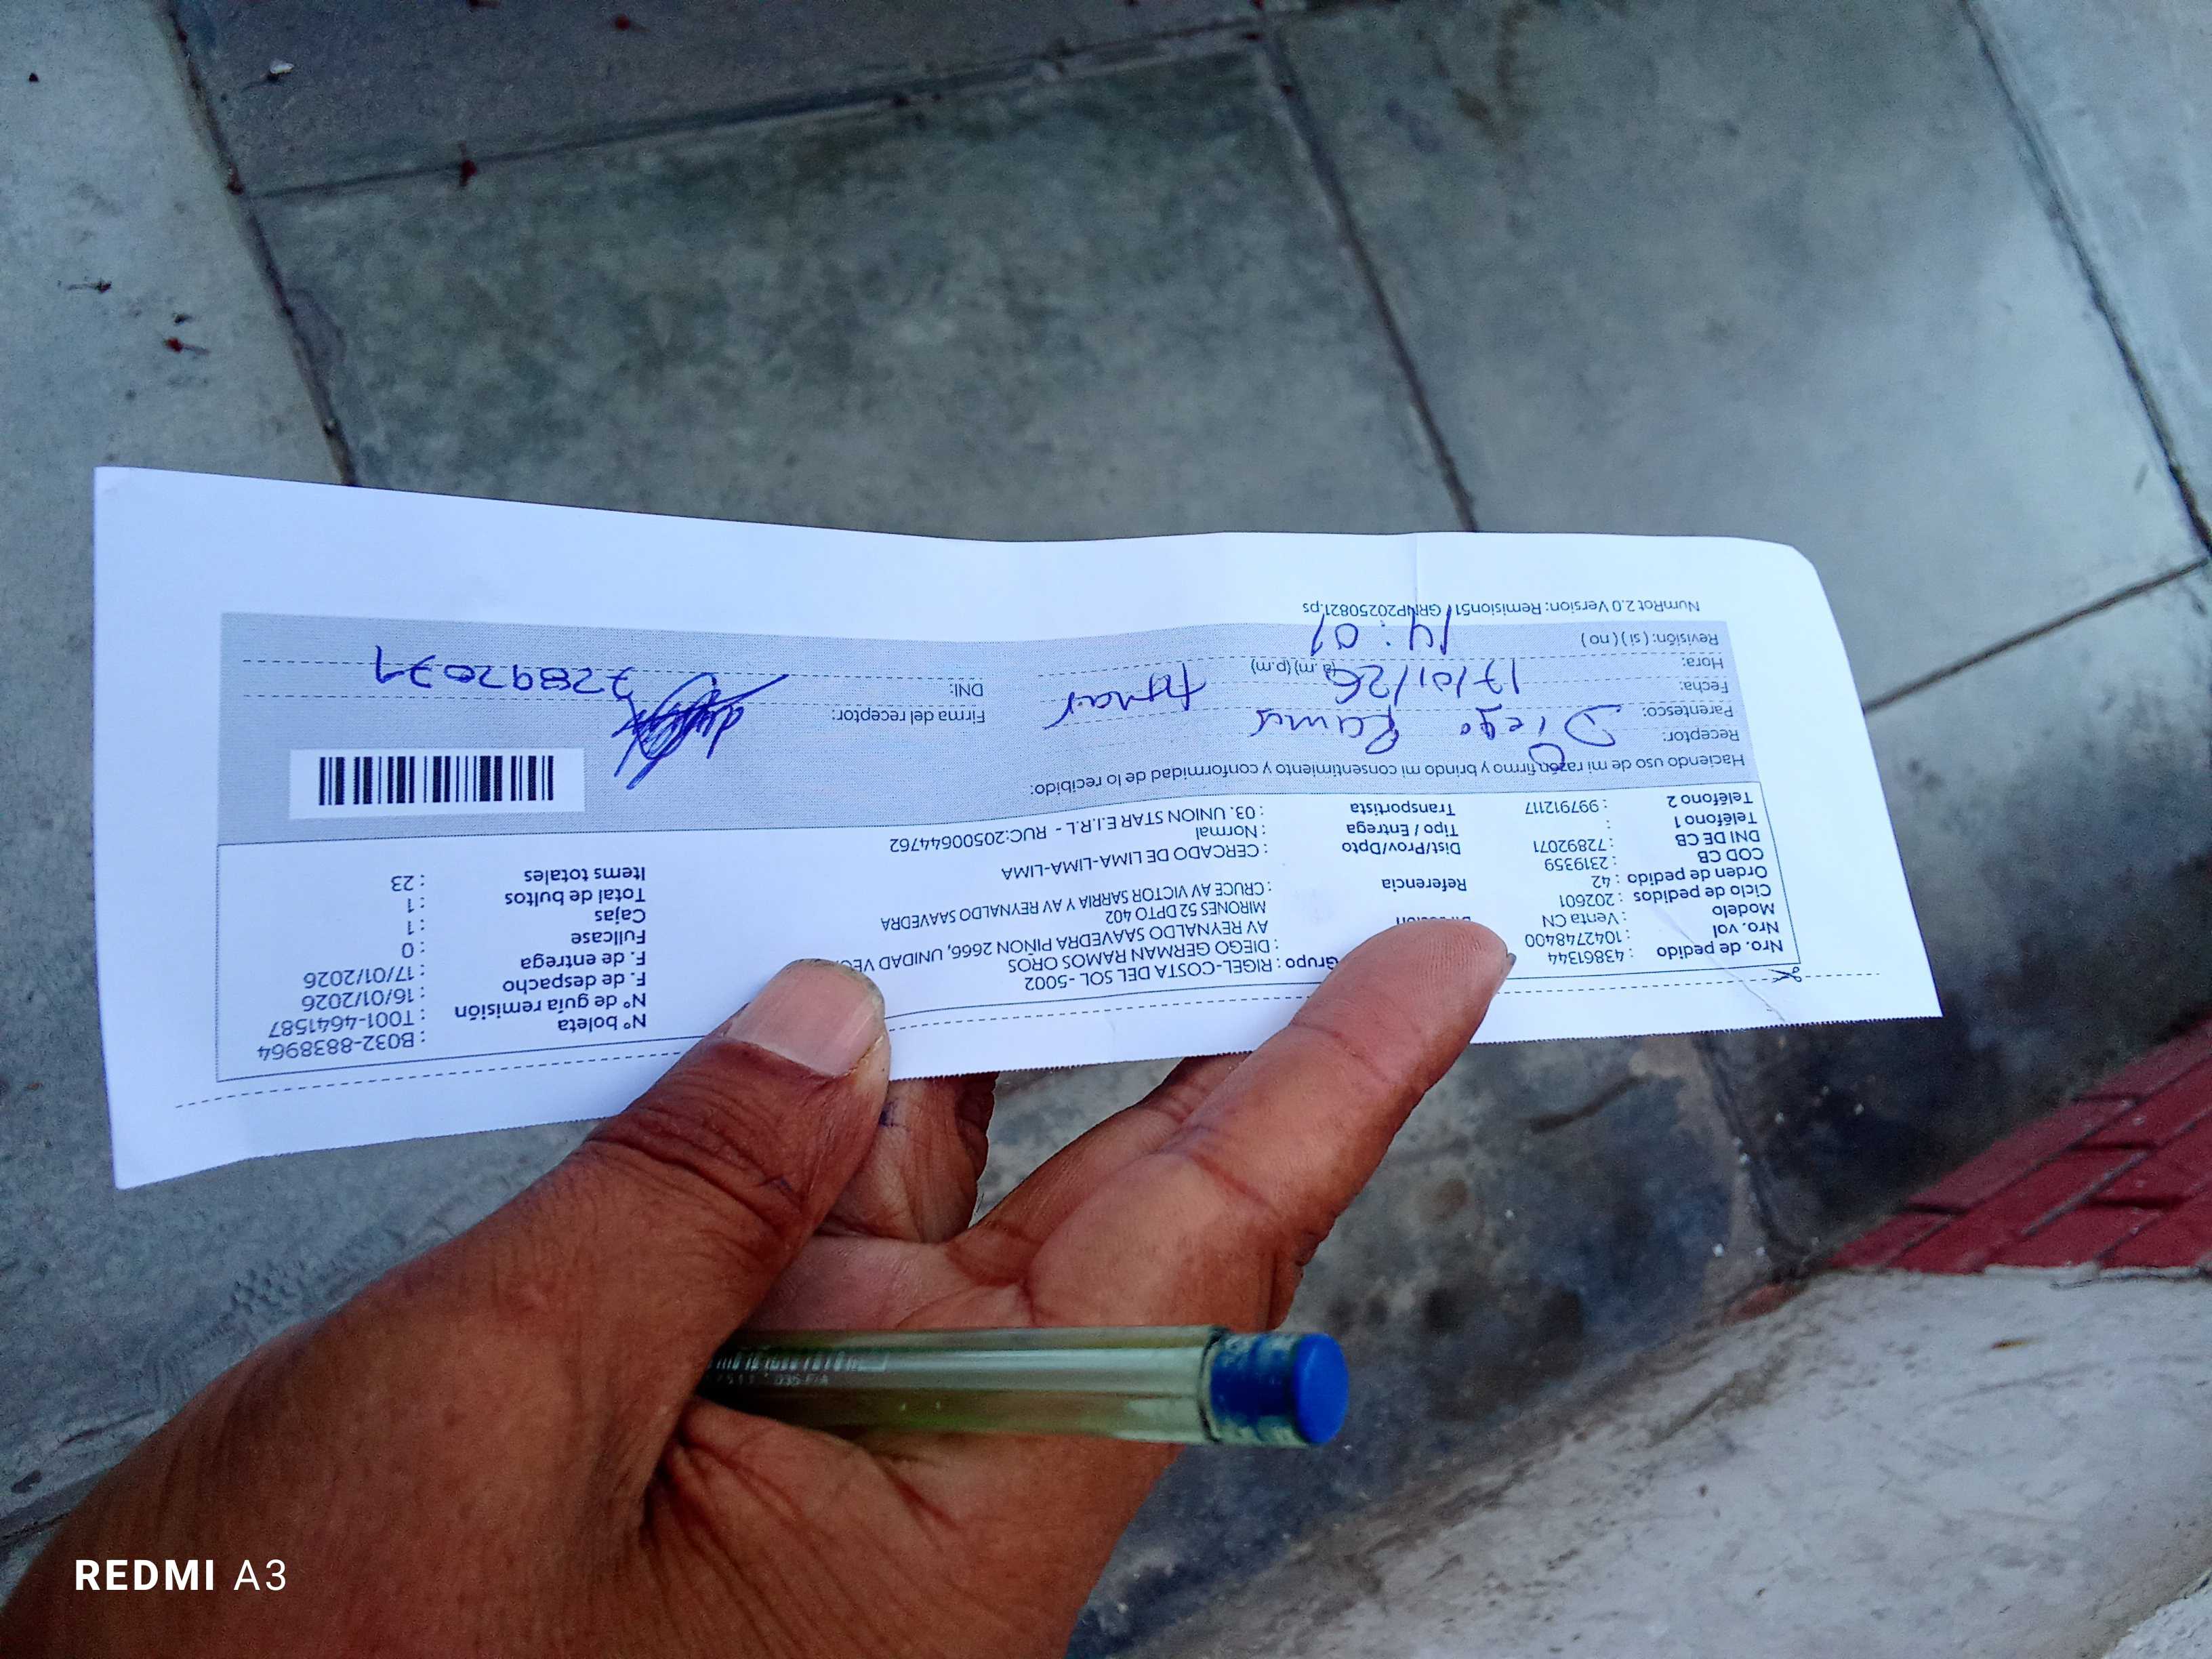 Nro. de pedido : 43861344
Nro. vol : 1042748400
Modelo : Venta CN
Ciclo de pedidos : 202601
Orden de pedido : 42
COD CB : 23193359
DNI DE CB : 72892071
Teléfono 1 :
Teléfono 2 : 997912117
Grupo : RIGEL-COSTA DEL SOL - 5002
: DIEGO GERMAN RAMOS OROS
AV REYNALDO SAAVEDRA PIÑON 2666, UNIDAD
MIRONES 52 DPTO 402
Referencia : CRUCE AV VICTOR SARRIA Y AV REYNALDO SAAVEDRA
Dist/Prov/Dpto : CERCADO DE LIMA-LIMA-LIMA
Tipo / Entrega : Normal
Transportista : 03. UNION STAR E.I.R.L - RUC:20500644762
Nº boleta : B032-8838964
Nº de guía remisión : T001-4641587
F. de despacho : 16/01/2026
F. de entrega : 17/01/2026
Fullcase : 0
Cajas : 1
Total de bultos : 1
Items totales : 23
Haciendo uso de mi razón firmo y brindo mi consentimiento y conformidad de lo recibido:
Receptor: Diego Ramos
Parentesco:
Fecha: 17/01/26
Hora: (a.m) (p.m) 14:01
Revisión: ( si ) ( no )
Firma del receptor:
DNI: 72892071
NumRot 2.0 Version: Remision51 GRNP20250821.ps
REDMI A3